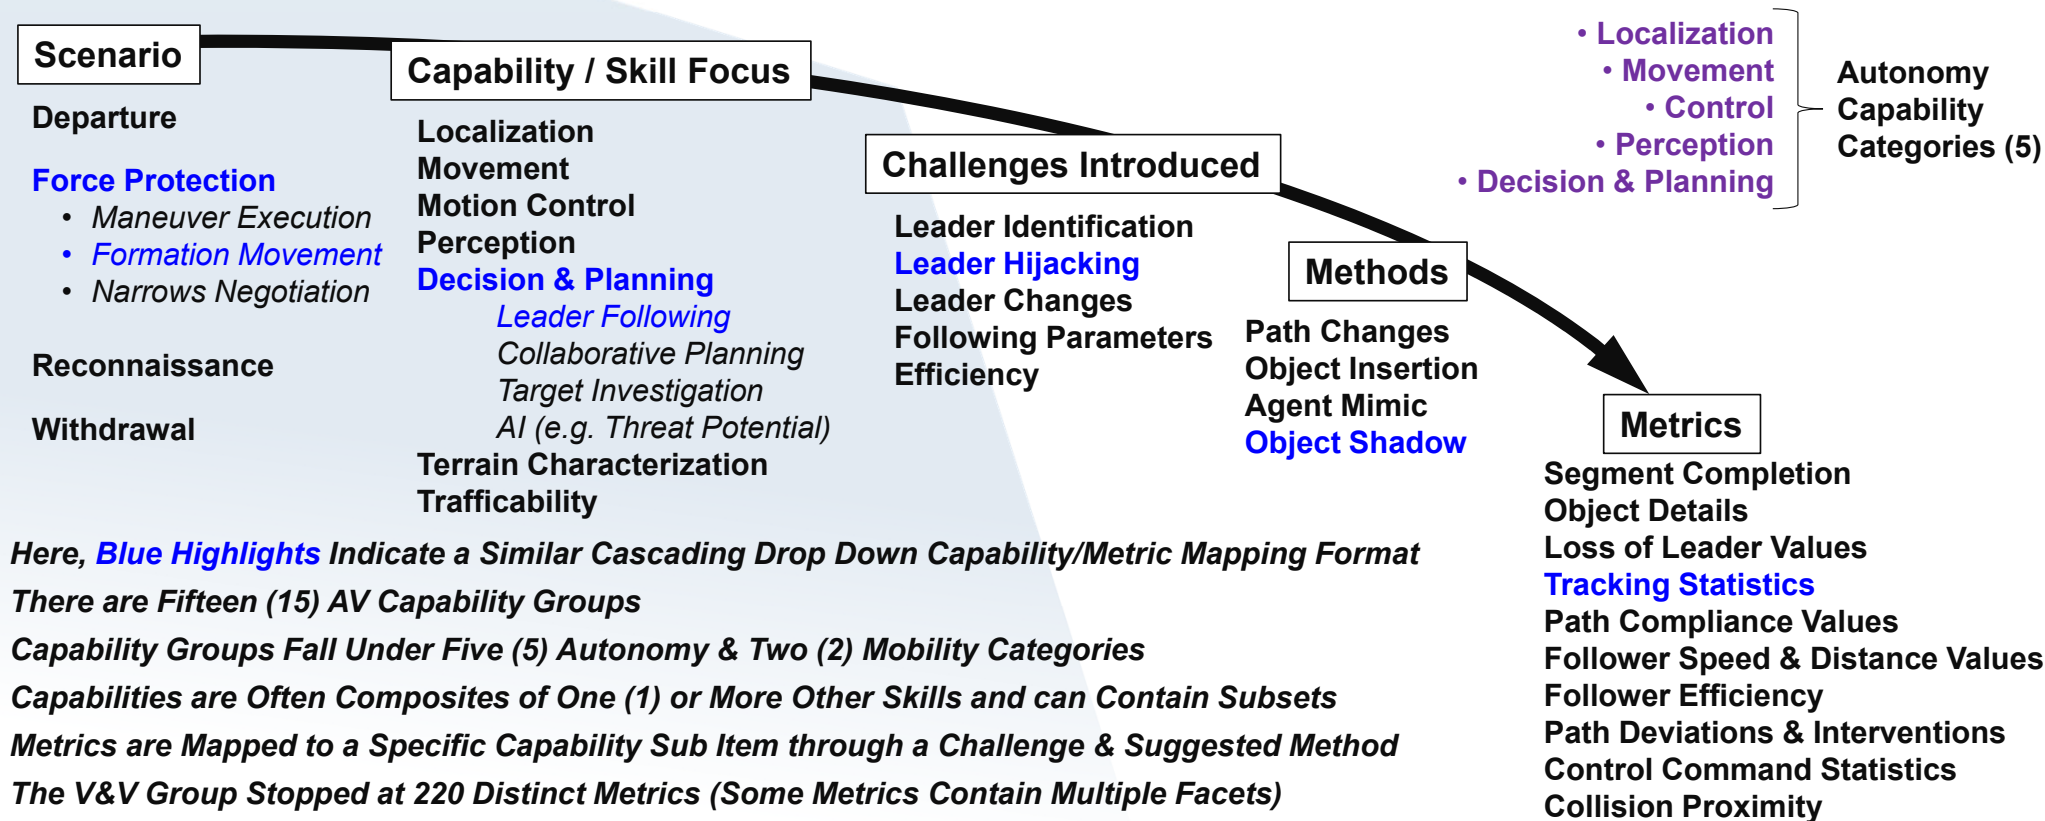 Scenario
Departure
Force Protection
• Maneuver Execution
• Formation Movement
• Narrows Negotiation
Reconnaissance
Withdrawal
Capability / Skill Focus
Localization
Movement
Motion Control
Perception
Decision & Planning
Leader Following
Collaborative Planning
Target Investigation
AI (e.g. Threat Potential)
Terrain Characterization
Trafficability
Challenges Introduced
Leader Identification
Leader Hijacking
Leader Changes
Following Parameters
Efficiency
Methods
Path Changes
Object Insertion
Agent Mimic
Object Shadow
Metrics
Segment Completion
Object Details
Loss of Leader Values
Tracking Statistics
Path Compliance Values
Follower Speed & Distance Values
Follower Efficiency
Path Deviations & Interventions
Control Command Statistics
Collision Proximity
• Localization
• Movement
• Control
• Perception
• Decision & Planning
Autonomy
Capability
Categories (5)
Here, Blue Highlights Indicate a Similar Cascading Drop Down Capability/Metric Mapping Format
There are Fifteen (15) AV Capability Groups
Capability Groups Fall Under Five (5) Autonomy & Two (2) Mobility Categories
Capabilities are Often Composites of One (1) or More Other Skills and can Contain Subsets
Metrics are Mapped to a Specific Capability Sub Item through a Challenge & Suggested Method
The V&V Group Stopped at 220 Distinct Metrics (Some Metrics Contain Multiple Facets)